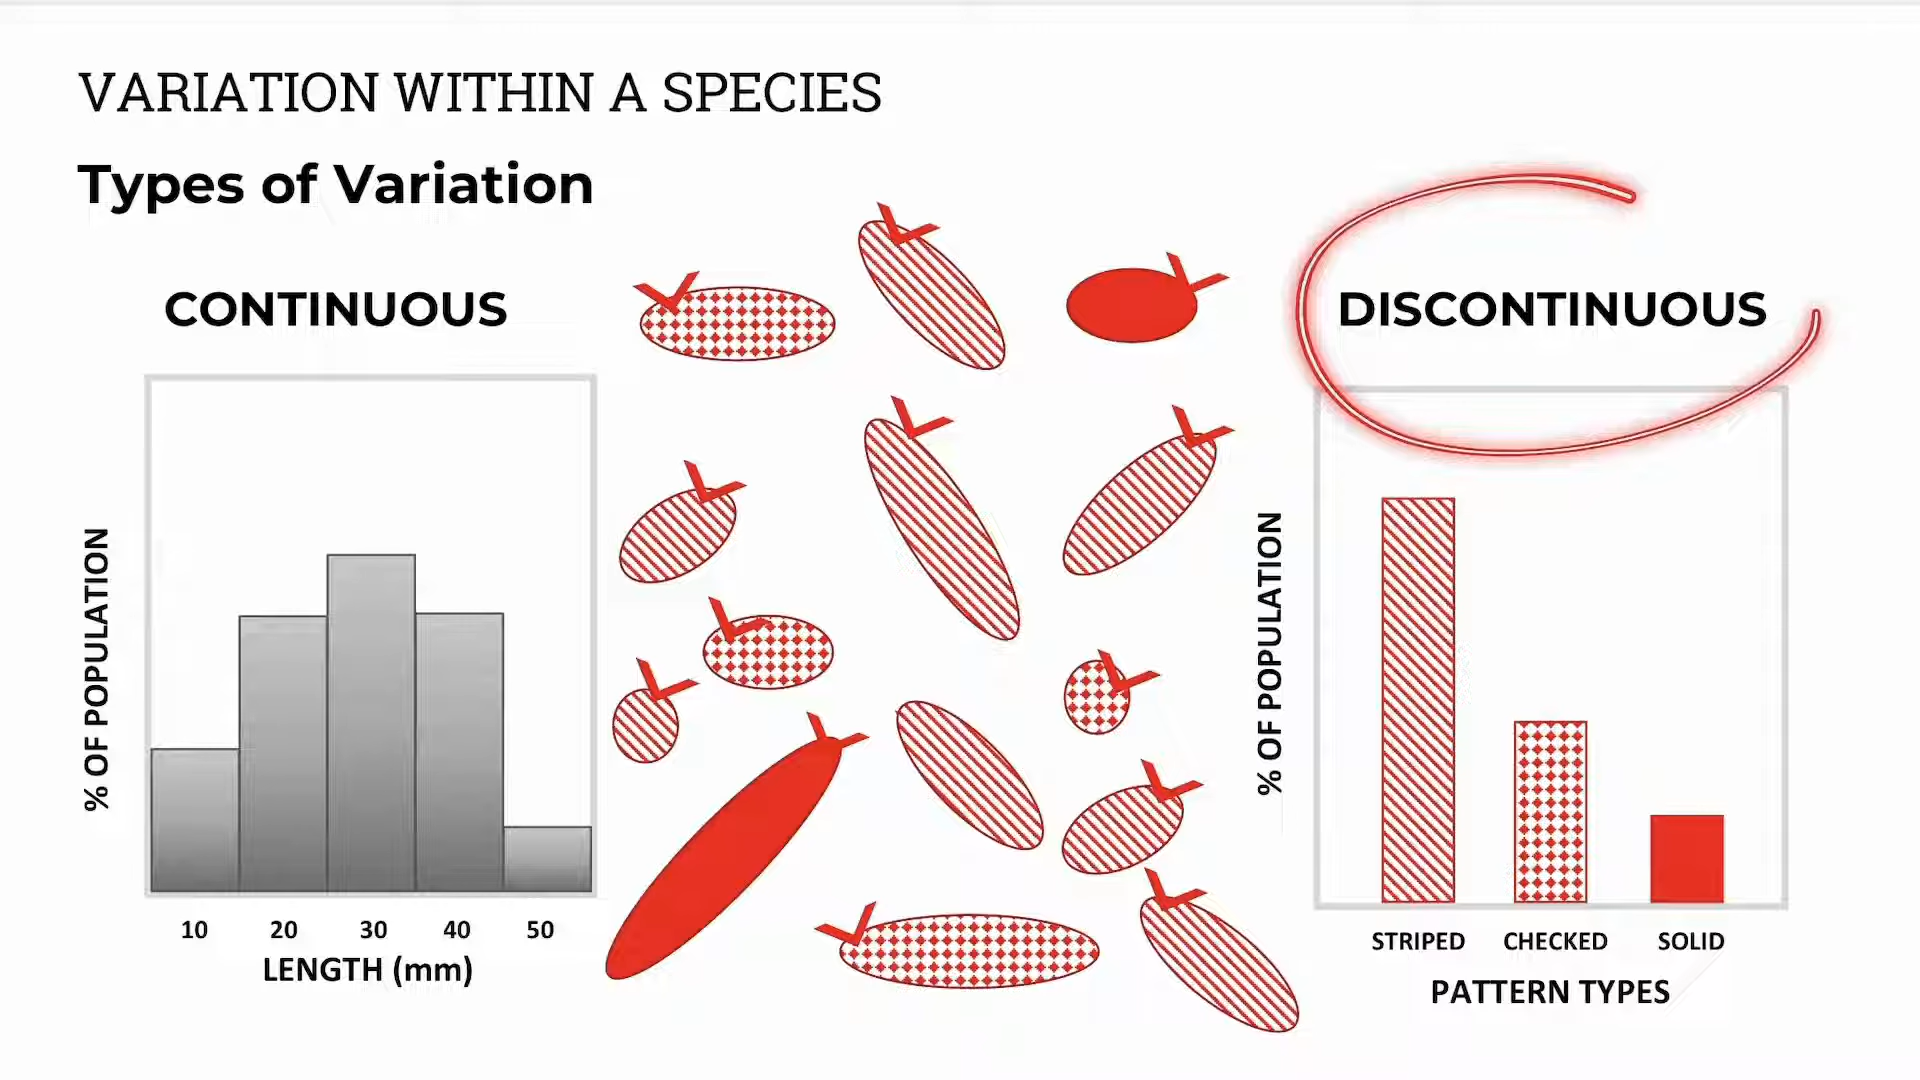 VARIATION WITHIN A SPECIES
Types of Variation
CONTINUOUS
% OF POPULATION
10 20 30 40 50
LENGTH (mm)
DISCONTINUOUS
% OF POPULATION
STRIPED CHECKED SOLID
PATTERN TYPES